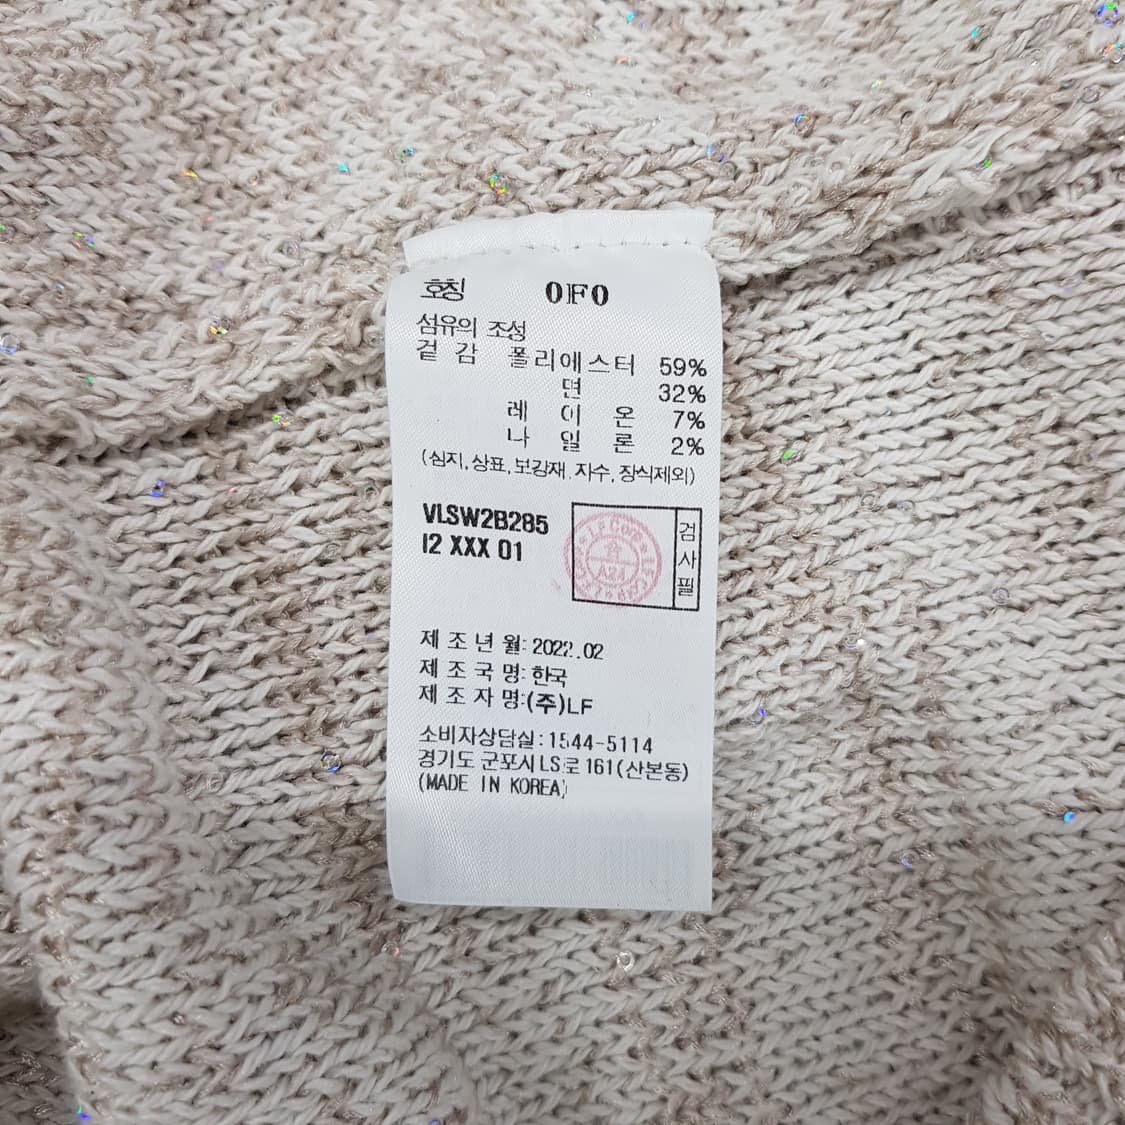 호칭 0F0
섬유의 조성
겉 감 폴리에스터 59%
면 32%
레 이 온 7%
나 일 론 2%
(심지,상표,보강재,자수,장식제외)
VLSW2B285
I2 XXX 01
검사필
LF Corp
A24
제 조 년 월: 2022.02
제 조 국 명: 한국
제 조 자 명:(주)LF
소비자상담실:1544-5114
경기도 군포시 LS로 161(산본동)
(MADE IN KOREA)